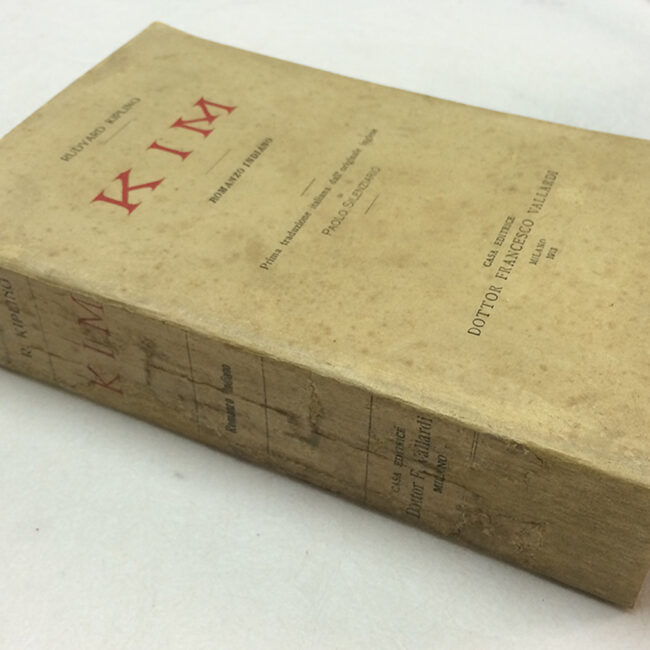 RUDYARD KIPLING
KIM
ROMANZO INDIANO
Prima traduzione italiana dall'originale inglese
PAOLO SILENZIARIO
CASA EDITRICE
DOTTOR FRANCESCO VALLARDI
MILANO
1913
R. KIPLING
KIM
Romanzo Indiano
CASA EDITRICE
Dottor F. Vallardi
MILANO